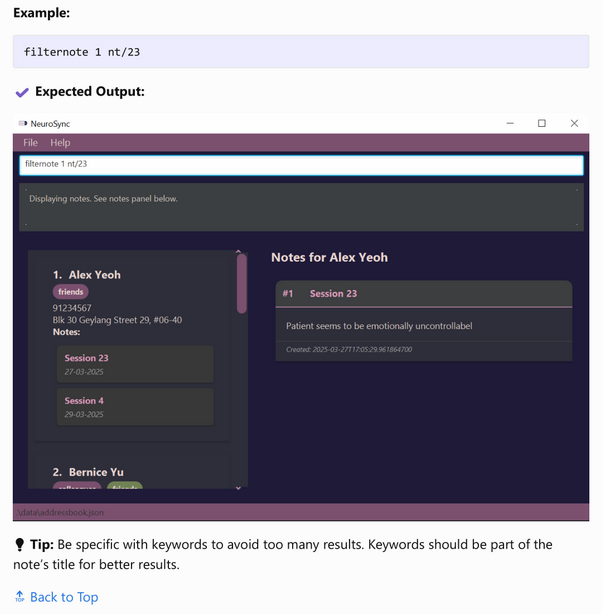 Example:
filternote 1 nt/23
Expected Output:
NeuroSync
File Help
filternote 1 nt/23
Displaying notes. See notes panel below.
1. Alex Yeoh
friends
91234567
Blk 30 Geylang Street 29, #06-40
Notes:
Session 23
27-03-2025
Session 4
29-03-2025
2. Bernice Yu
colleagues friends
Notes for Alex Yeoh
#1 Session 23
Patient seems to be emotionally uncontrollabel
Created: 2025-03-27T17:05:29.961864700
.\data\addressbook.json
Tip: Be specific with keywords to avoid too many results. Keywords should be part of the
note's title for better results.
TOP Back to Top